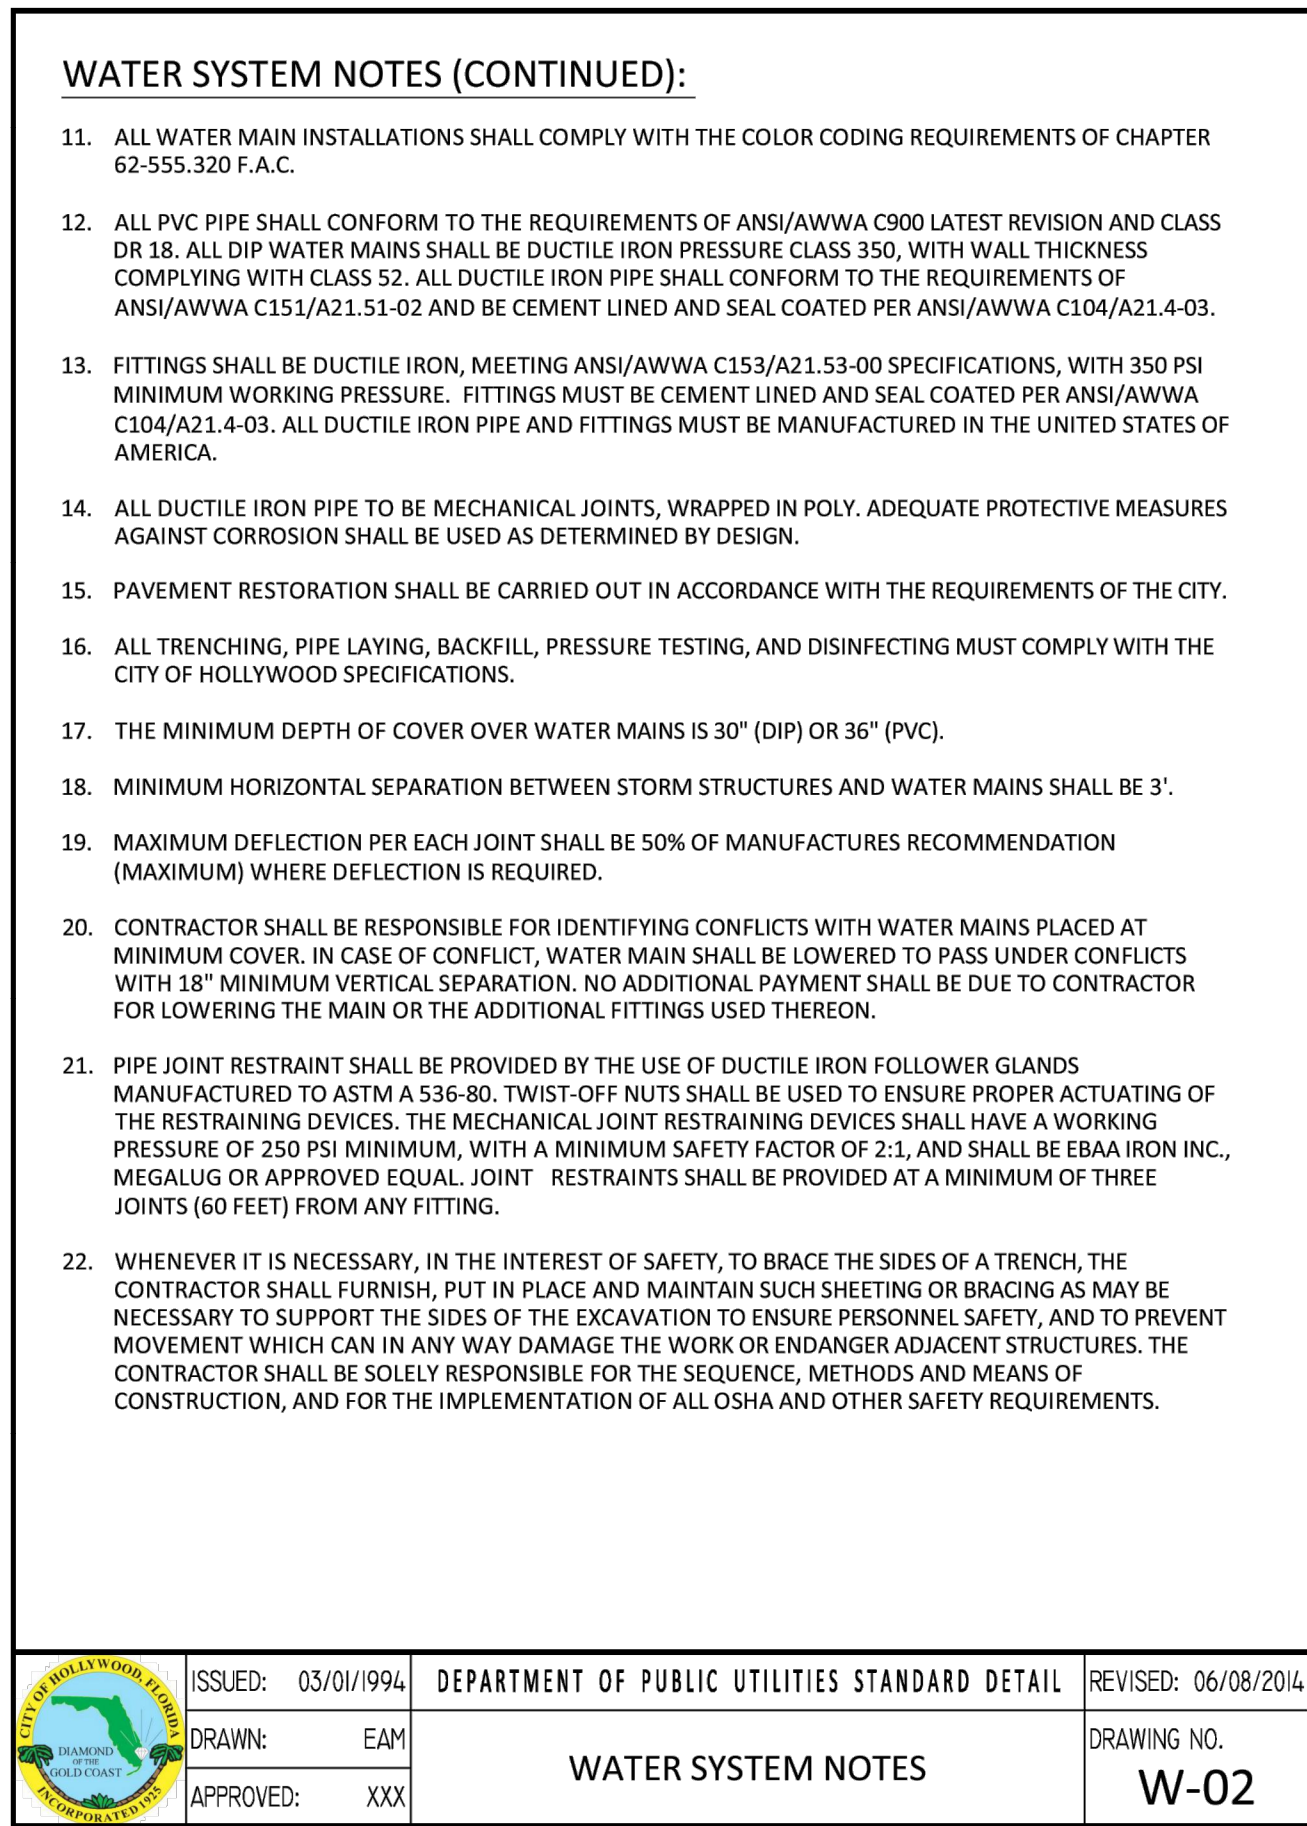 WATER SYSTEM NOTES (CONTINUED):
11. ALL WATER MAIN INSTALLATIONS SHALL COMPLY WITH THE COLOR CODING REQUIREMENTS OF CHAPTER
62-555.320 F.A.C.
12. ALL PVC PIPE SHALL CONFORM TO THE REQUIREMENTS OF ANSI/AWWA C900 LATEST REVISION AND CLASS
DR 18. ALL DIP WATER MAINS SHALL BE DUCTILE IRON PRESSURE CLASS 350, WITH WALL THICKNESS
COMPLYING WITH CLASS 52. ALL DUCTILE IRON PIPE SHALL CONFORM TO THE REQUIREMENTS OF
ANSI/AWWA C151/A21.51-02 AND BE CEMENT LINED AND SEAL COATED PER ANSI/AWWA C104/A21.4-03.
13. FITTINGS SHALL BE DUCTILE IRON, MEETING ANSI/AWWA C153/A21.53-00 SPECIFICATIONS, WITH 350 PSI
MINIMUM WORKING PRESSURE. FITTINGS MUST BE CEMENT LINED AND SEAL COATED PER ANSI/AWWA
C104/A21.4-03. ALL DUCTILE IRON PIPE AND FITTINGS MUST BE MANUFACTURED IN THE UNITED STATES OF
AMERICA.
14. ALL DUCTILE IRON PIPE TO BE MECHANICAL JOINTS, WRAPPED IN POLY. ADEQUATE PROTECTIVE MEASURES
AGAINST CORROSION SHALL BE USED AS DETERMINED BY DESIGN.
15. PAVEMENT RESTORATION SHALL BE CARRIED OUT IN ACCORDANCE WITH THE REQUIREMENTS OF THE CITY.
16. ALL TRENCHING, PIPE LAYING, BACKFILL, PRESSURE TESTING, AND DISINFECTING MUST COMPLY WITH THE
CITY OF HOLLYWOOD SPECIFICATIONS.
17. THE MINIMUM DEPTH OF COVER OVER WATER MAINS IS 30" (DIP) OR 36" (PVC).
18. MINIMUM HORIZONTAL SEPARATION BETWEEN STORM STRUCTURES AND WATER MAINS SHALL BE 3'.
19. MAXIMUM DEFLECTION PER EACH JOINT SHALL BE 50% OF MANUFACTURES RECOMMENDATION
(MAXIMUM) WHERE DEFLECTION IS REQUIRED.
20. CONTRACTOR SHALL BE RESPONSIBLE FOR IDENTIFYING CONFLICTS WITH WATER MAINS PLACED AT
MINIMUM COVER. IN CASE OF CONFLICT, WATER MAIN SHALL BE LOWERED TO PASS UNDER CONFLICTS
WITH 18" MINIMUM VERTICAL SEPARATION. NO ADDITIONAL PAYMENT SHALL BE DUE TO CONTRACTOR
FOR LOWERING THE MAIN OR THE ADDITIONAL FITTINGS USED THEREON.
21. PIPE JOINT RESTRAINT SHALL BE PROVIDED BY THE USE OF DUCTILE IRON FOLLOWER GLANDS
MANUFACTURED TO ASTM A 536-80. TWIST-OFF NUTS SHALL BE USED TO ENSURE PROPER ACTUATING OF
THE RESTRAINING DEVICES. THE MECHANICAL JOINT RESTRAINING DEVICES SHALL HAVE A WORKING
PRESSURE OF 250 PSI MINIMUM, WITH A MINIMUM SAFETY FACTOR OF 2:1, AND SHALL BE EBAA IRON INC.,
MEGALUG OR APPROVED EQUAL. JOINT RESTRAINTS SHALL BE PROVIDED AT A MINIMUM OF THREE
JOINTS (60 FEET) FROM ANY FITTING.
22. WHENEVER IT IS NECESSARY, IN THE INTEREST OF SAFETY, TO BRACE THE SIDES OF A TRENCH, THE
CONTRACTOR SHALL FURNISH, PUT IN PLACE AND MAINTAIN SUCH SHEETING OR BRACING AS MAY BE
NECESSARY TO SUPPORT THE SIDES OF THE EXCAVATION TO ENSURE PERSONNEL SAFETY, AND TO PREVENT
MOVEMENT WHICH CAN IN ANY WAY DAMAGE THE WORK OR ENDANGER ADJACENT STRUCTURES. THE
CONTRACTOR SHALL BE SOLELY RESPONSIBLE FOR THE SEQUENCE, METHODS AND MEANS OF
CONSTRUCTION, AND FOR THE IMPLEMENTATION OF ALL OSHA AND OTHER SAFETY REQUIREMENTS.
CITY OF HOLLYWOOD, FLORIDA
DIAMOND
OF THE
GOLD COAST
INCORPORATED 1925
ISSUED: 03/01/1994
DRAWN: EAM
APPROVED: XXX
DEPARTMENT OF PUBLIC UTILITIES STANDARD DETAIL
WATER SYSTEM NOTES
REVISED: 06/08/2014
DRAWING NO.
W-02